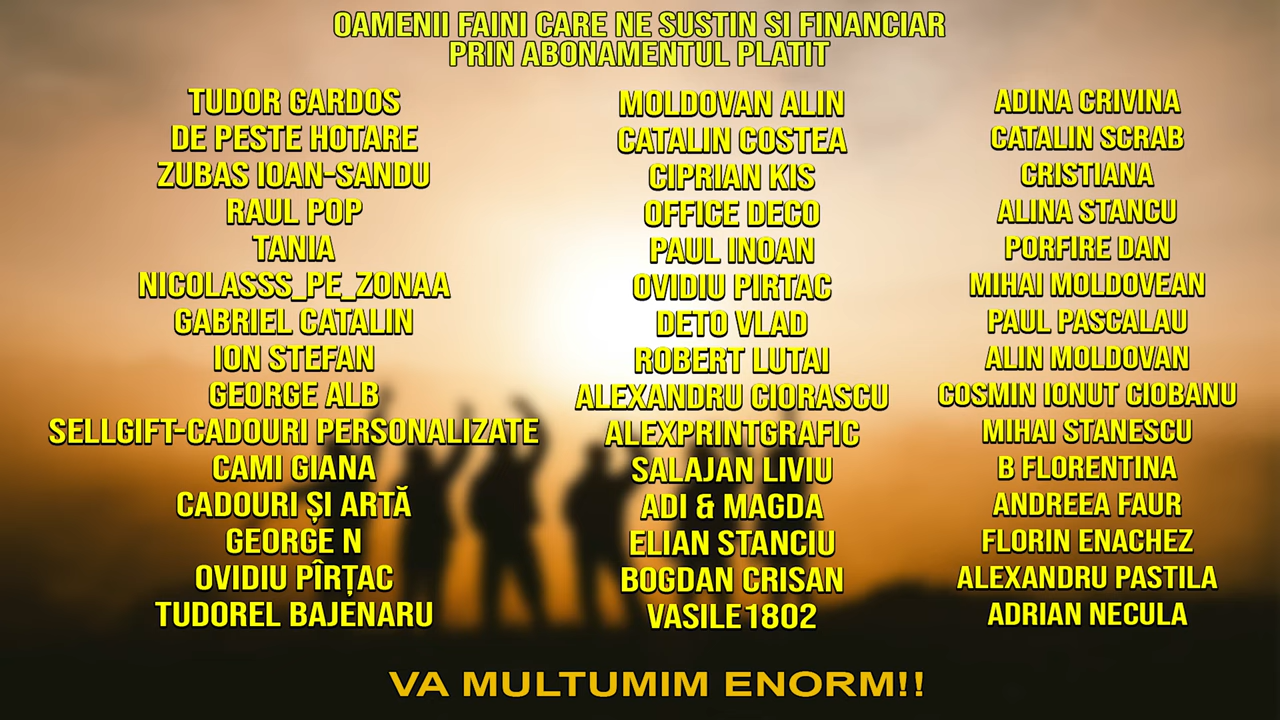 OAMENII FAINI CARE NE SUSTIN SI FINANCIAR
PRIN ABONAMENTUL PLATIT
TUDOR GARDOS
DE PESTE HOTARE
ZUBAS IOAN-SANDU
RAUL POP
TANIA
NICOLASSS_PE_ZONAA
GABRIEL CATALIN
ION STEFAN
GEORGE ALB
SELLGIFT-CADOURI PERSONALIZATE
CAMI GIANA
CADOURI ȘI ARTĂ
GEORGE N
OVIDIU PÎRȚAC
TUDOREL BAJENARU
MOLDOVAN ALIN
CATALIN COSTEA
CIPRIAN KIS
OFFICE DECO
PAUL INOAN
OVIDIU PIRTAC
DETO VLAD
ROBERT LUTAI
ALEXANDRU CIORASCU
ALEXPRINTGRAFIC
SALAJAN LIVIU
ADI & MAGDA
ELIAN STANCIU
BOGDAN CRISAN
VASILE1802
ADINA CRIVINA
CATALIN SCRAB
CRISTIANA
ALINA STANCU
PORFIRE DAN
MIHAI MOLDOVEAN
PAUL PASCALAU
ALIN MOLDOVAN
COSMIN IONUT CIOBANU
MIHAI STANESCU
B FLORENTINA
ANDREEA FAUR
FLORIN ENACHEZ
ALEXANDRU PASTILA
ADRIAN NECULA
VA MULTUMIM ENORM!!